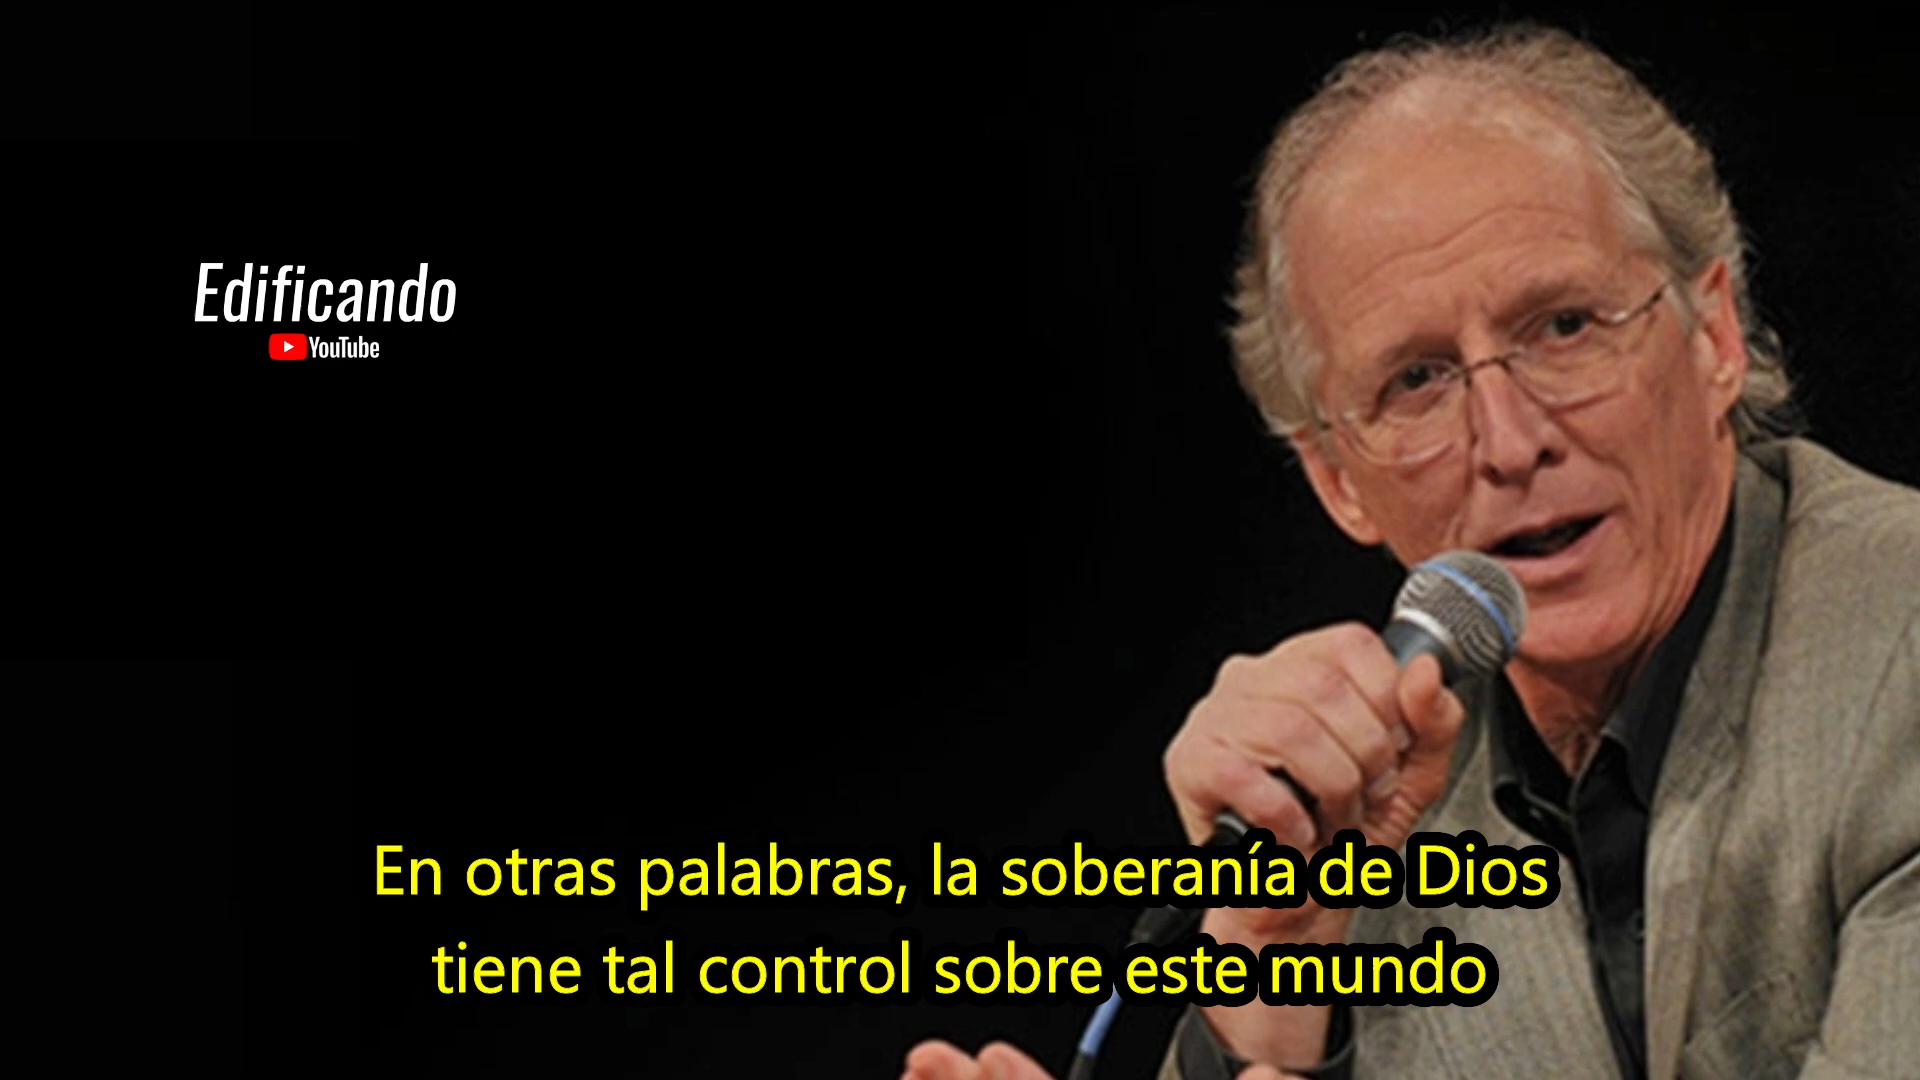 Edificando
YouTube
En otras palabras, la soberanía de Dios
tiene tal control sobre este mundo